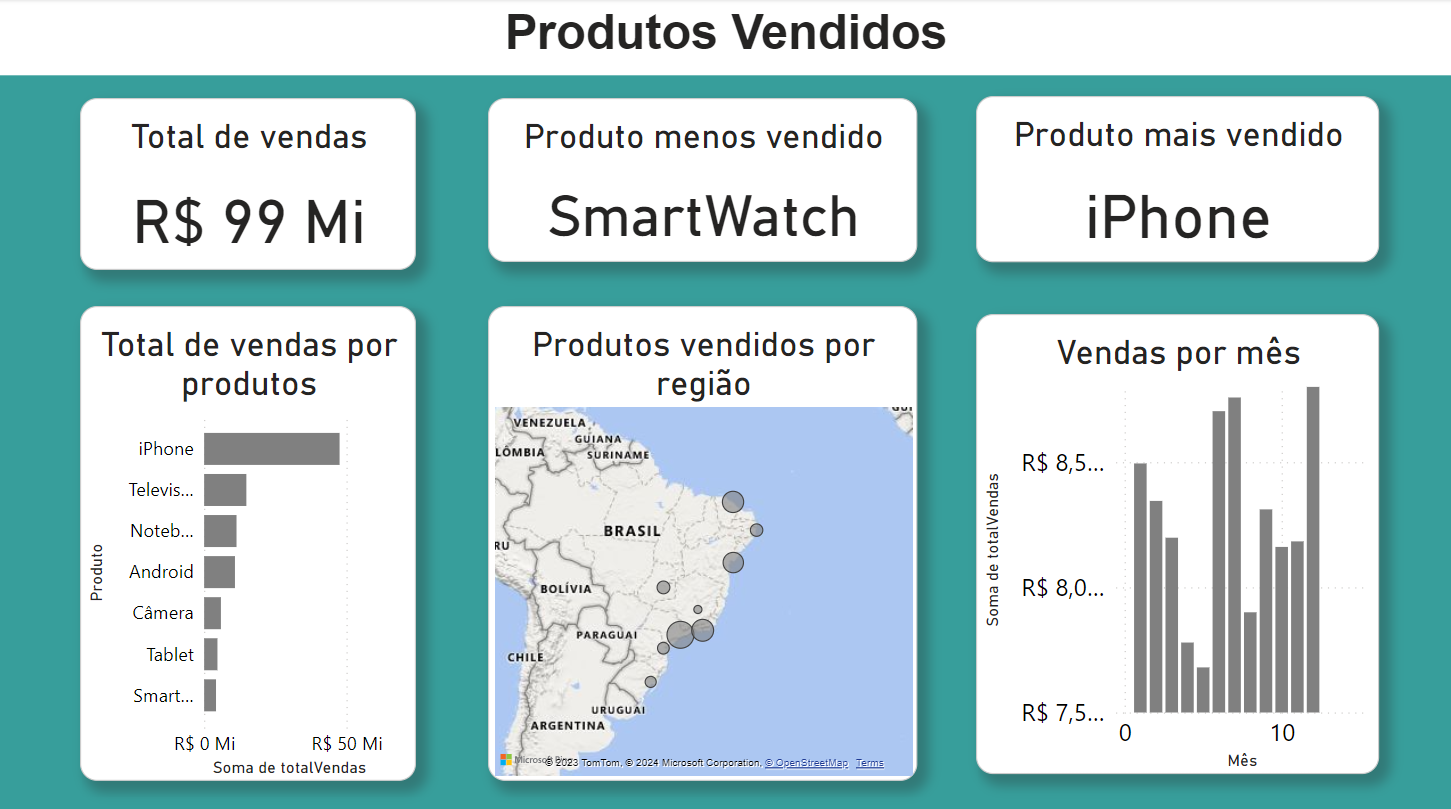 Produtos Vendidos
Total de vendas
R$ 99 Mi
Produto menos vendido
SmartWatch
Produto mais vendido
iPhone
Total de vendas por
produtos
Produto
iPhone
Televis...
Noteb...
Android
Câmera
Tablet
Smart...
R$ 0 Mi
R$ 50 Mi
Soma de totalVendas
Produtos vendidos por
região
VENEZUELA
GUIANA
SURINAME
LÔMBIA
BRASIL
RU
BOLÍVIA
PARAGUAI
CHILE
URUGUAI
ARGENTINA
© 2023 TomTom, © 2024 Microsoft Corporation, © OpenStreetMap Terms
Vendas por mês
Soma de totalVendas
R$ 8,5...
R$ 8,0...
R$ 7,5...
0
10
Mês